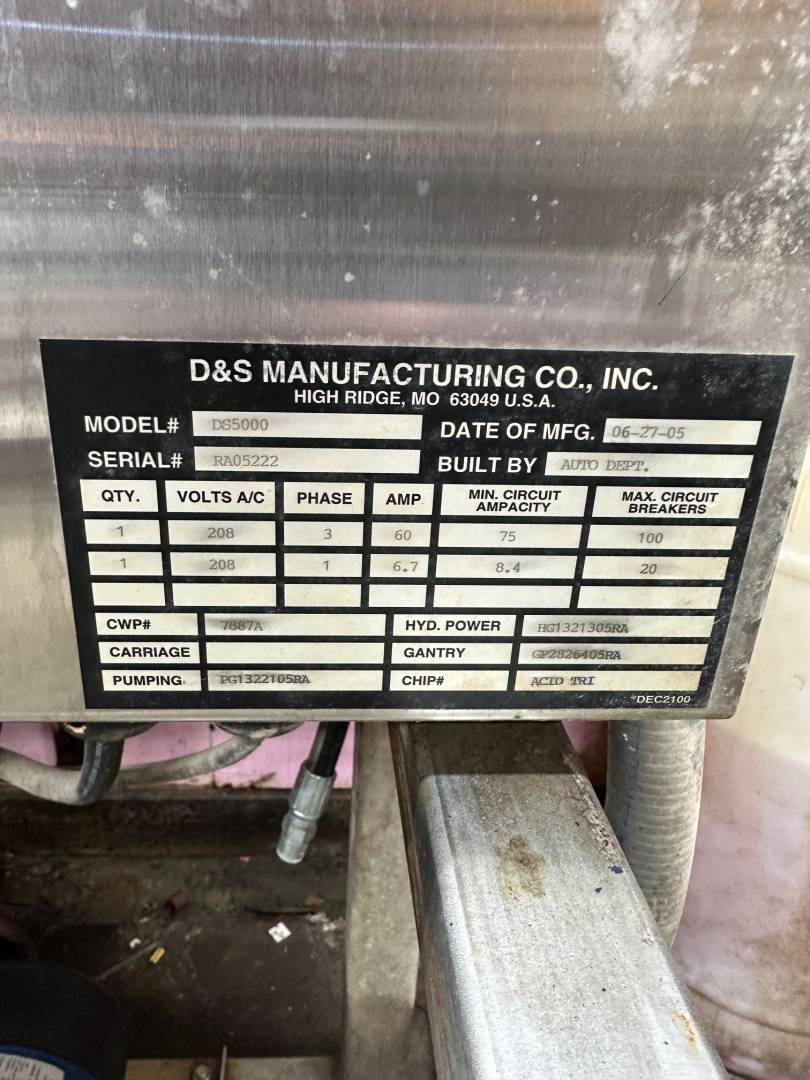 D&S MANUFACTURING CO., INC.
HIGH RIDGE, MO 63049 U.S.A.
MODEL# DS5000 DATE OF MFG. 06-27-05
SERIAL# RA05222 BUILT BY AUTO DEPT.
QTY. VOLTS A/C PHASE AMP MIN. CIRCUIT AMPACITY MAX. CIRCUIT BREAKERS
1 208 3 60 75 100
1 208 1 6.7 8.4 20
CWP# 7887A HYD. POWER HG1321305RA
CARRIAGE GANTRY GF2826405RA
PUMPING: PG1322105RA CHIP# ACID TRI
DEC2100